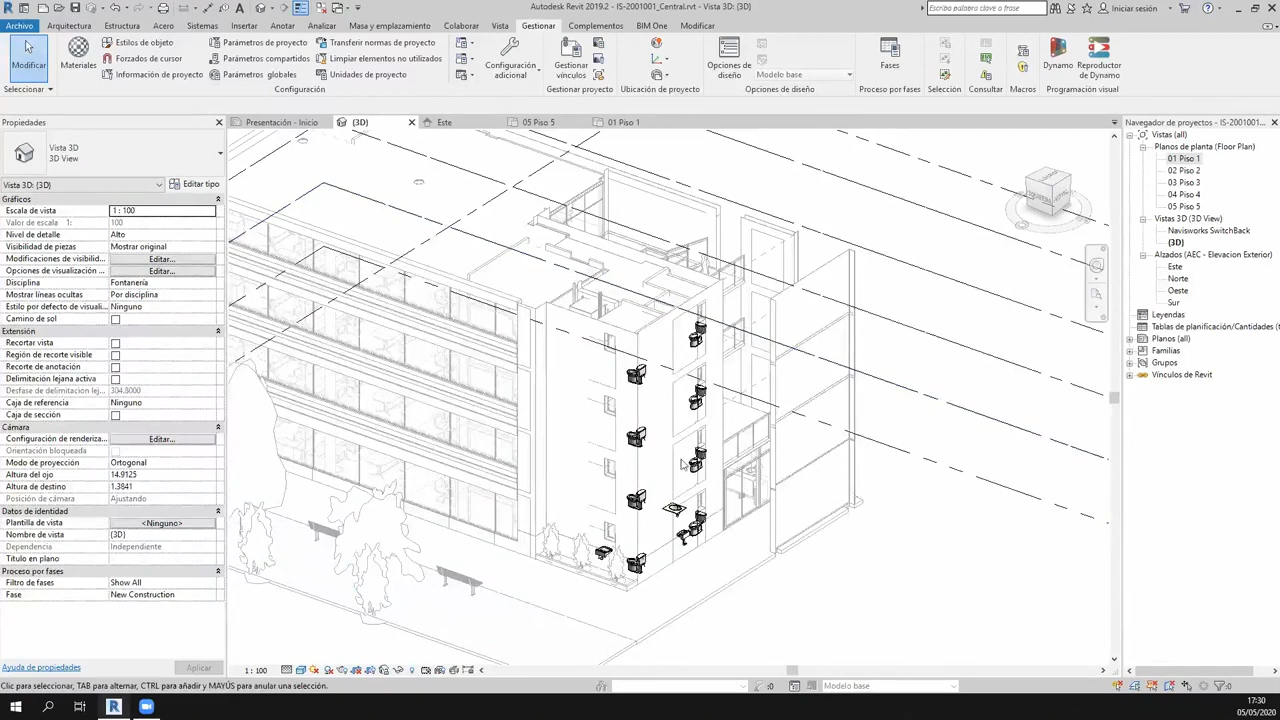 Autodesk Revit 2019.2 - IS-2001001_Central.rvt - Vista 3D: {3D}
Escriba palabra clave o frase
Iniciar sesión
Archivo Arquitectura Estructura Acero Sistemas Insertar Anotar Analizar Masa y emplazamiento Colaborar Vista Gestionar Complementos BIM One Modificar
Modificar
Materiales
Estilos de objeto
Forzados de cursor
Información de proyecto
Parámetros de proyecto
Parámetros compartidos
Parámetros globales
Transferir normas de proyecto
Limpiar elementos no utilizados
Unidades de proyecto
Configuración adicional
Gestionar vínculos
Opciones de diseño
Modelo base
Fases
Dynamo
Reproductor de Dynamo
Seleccionar
Configuración
Gestionar proyecto
Ubicación de proyecto
Opciones de diseño
Proceso por fases
Selección
Consultar
Macros
Programación visual
Propiedades
Presentación - Inicio
{3D}
Este
05 Piso 5
01 Piso 1
Navegador de proyectos - IS-2001001_...
Vista 3D
3D View
Vista 3D: {3D}
Editar tipo
Gráficos
Escala de vista 1 : 100
Valor de escala 1: 100
Nivel de detalle Alto
Visibilidad de piezas Mostrar original
Modificaciones de visibilid... Editar...
Opciones de visualización ... Editar...
Disciplina Fontanería
Mostrar líneas ocultas Por disciplina
Estilo por defecto de visuali... Ninguno
Camino de sol
Extensión
Recortar vista
Región de recorte visible
Recorte de anotación
Delimitación lejana activa
Desfase de delimitación lej... 304.8000
Caja de referencia Ninguno
Caja de sección
Cámara
Configuración de renderiza... Editar...
Orientación bloqueada
Modo de proyección Ortogonal
Altura del ojo 14.9125
Altura de destino 1.3841
Posición de cámara Ajustando
Datos de identidad
Plantilla de vista <Ninguno>
Nombre de vista {3D}
Dependencia Independiente
Título en plano
Proceso por fases
Filtro de fases Show All
Fase New Construction
Ayuda de propiedades
Aplicar
Vistas (all)
Planos de planta (Floor Plan)
01 Piso 1
02 Piso 2
03 Piso 3
04 Piso 4
05 Piso 5
Vistas 3D (3D View)
Navisworks SwitchBack
{3D}
Alzados (AEC - Elevacion Exterior)
Este
Norte
Oeste
Sur
Leyendas
Tablas de planificación/Cantidades (t
Planos (all)
Familias
Grupos
Vínculos de Revit
1 : 100
Clic para seleccionar, TAB para alternar, CTRL para añadir y MAYÚS para anular una selección.
:0
Modelo base
:0
17:30
05/05/2020